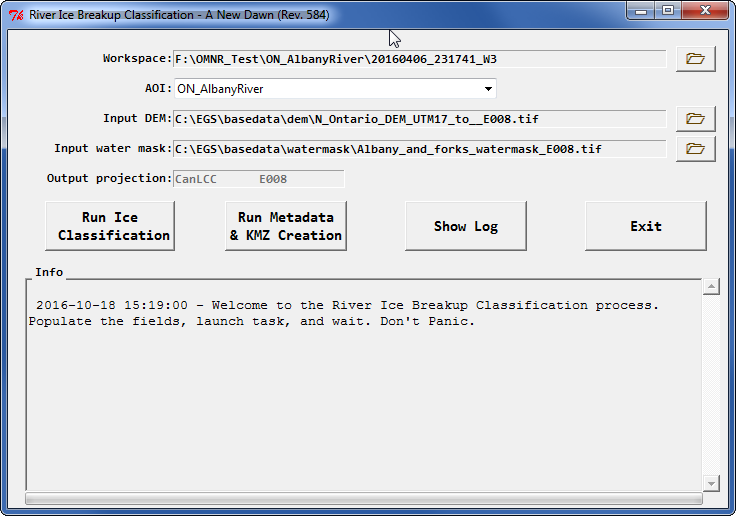 River Ice Breakup Classification - A New Dawn (Rev. 584)
Workspace: F:\OMNR_Test\ON_AlbanyRiver\20160406_231741_W3
AOI: ON_AlbanyRiver
Input DEM: C:\EGS\basedata\dem\N_Ontario_DEM_UTM17_to__E008.tif
Input water mask: C:\EGS\basedata\watermask\Albany_and_forks_watermask_E008.tif
Output projection: CanLCC      E008
Run Ice
Classification
Run Metadata
& KMZ Creation
Show Log
Exit
Info
2016-10-18 15:19:00 - Welcome to the River Ice Breakup Classification process.
Populate the fields, launch task, and wait. Don't Panic.